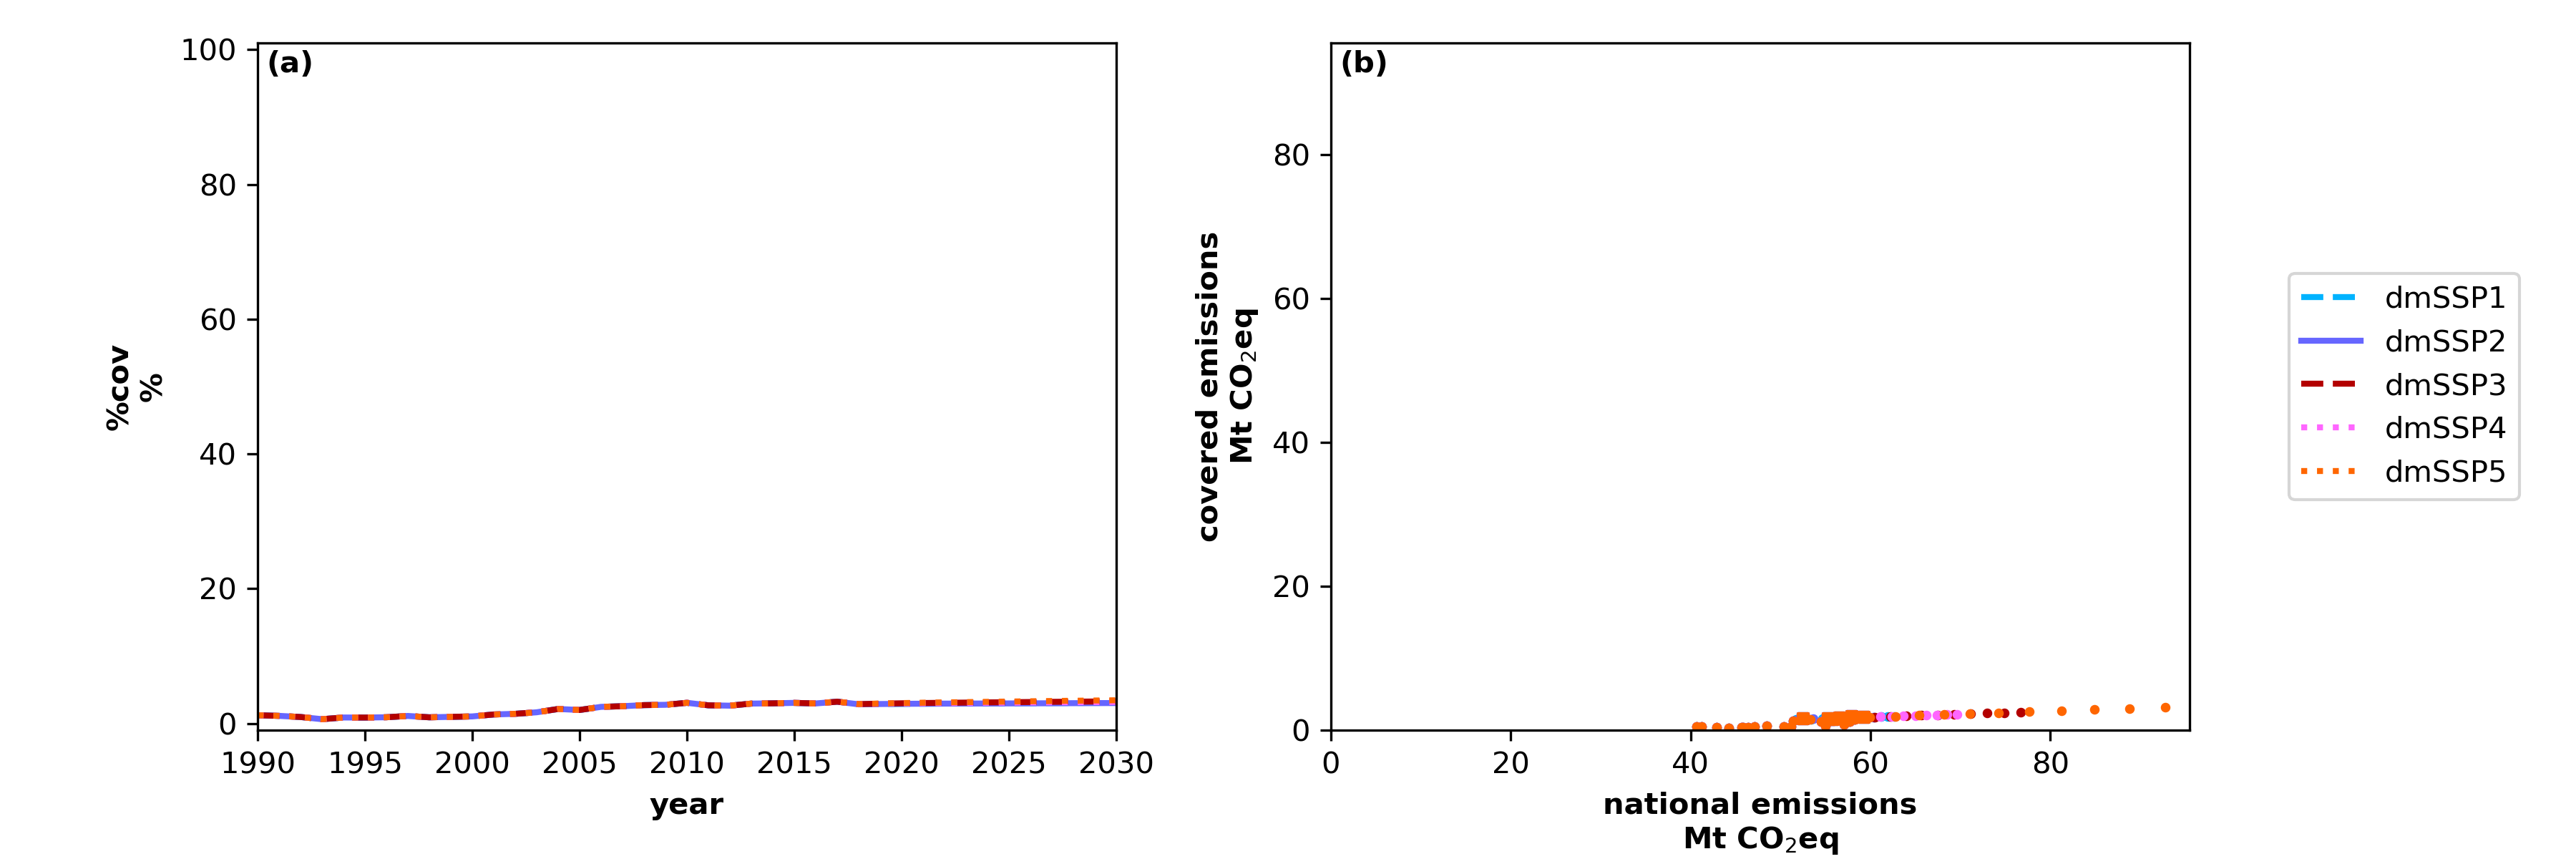 (a)
100
80
60
40
20
0
%cov
%
1990 1995 2000 2005 2010 2015 2020 2025 2030
year
(b)
80
60
40
20
0
covered emissions
Mt CO₂eq
0 20 40 60 80
national emissions
Mt CO₂eq
dmSSP1
dmSSP2
dmSSP3
dmSSP4
dmSSP5